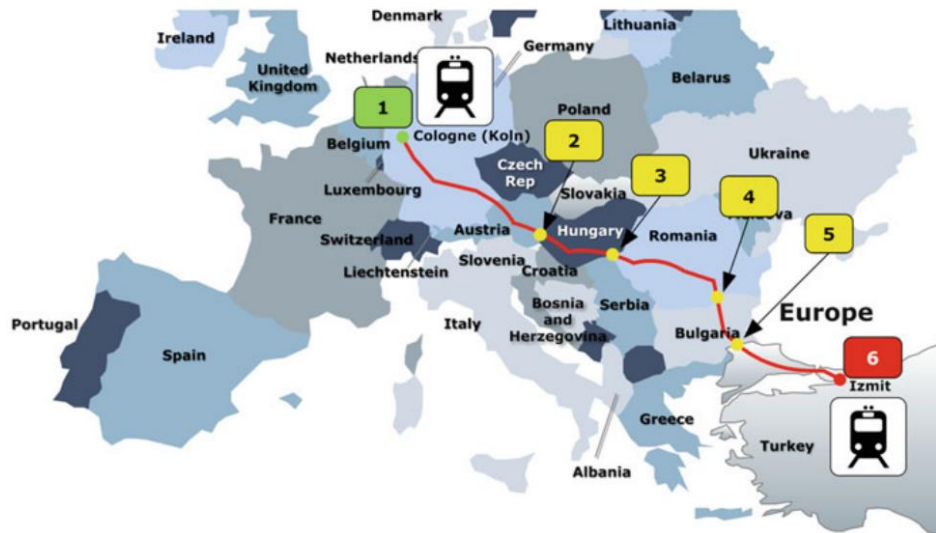 Denmark
Lithuania
Ireland
Netherlands
Germany
United
Kingdom
Belarus
1
Poland
Cologne (Koln)
2
Belgium
Ukraine
Czech
Rep
3
4
Luxembourg
Slovakia
France
5
Austria
Hungary
Romania
Switzerland
Liechtenstein
Slovenia
Croatia
Serbia
Bosnia
and
Herzegovina
Europe
Portugal
Italy
Bulgaria
Spain
6
Izmit
Greece
Turkey
Albania